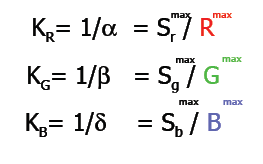 K_R = 1/α = S_r^max / R^max
K_G = 1/β = S_g^max / G^max
K_B = 1/δ = S_b^max / B^max